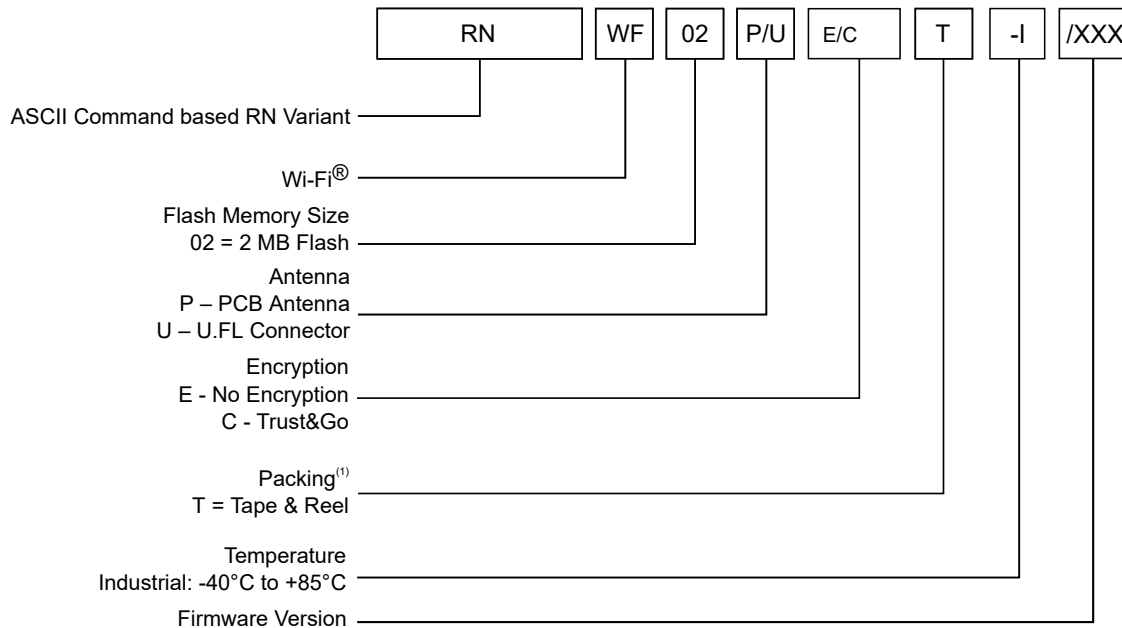 RN WF 02 P/U E/C T -I /XXX
ASCII Command based RN Variant
Wi-Fi®
Flash Memory Size
02 = 2 MB Flash
Antenna
P – PCB Antenna
U – U.FL Connector
Encryption
E - No Encryption
C - Trust&Go
Packing(1)
T = Tape & Reel
Temperature
Industrial: -40°C to +85°C
Firmware Version